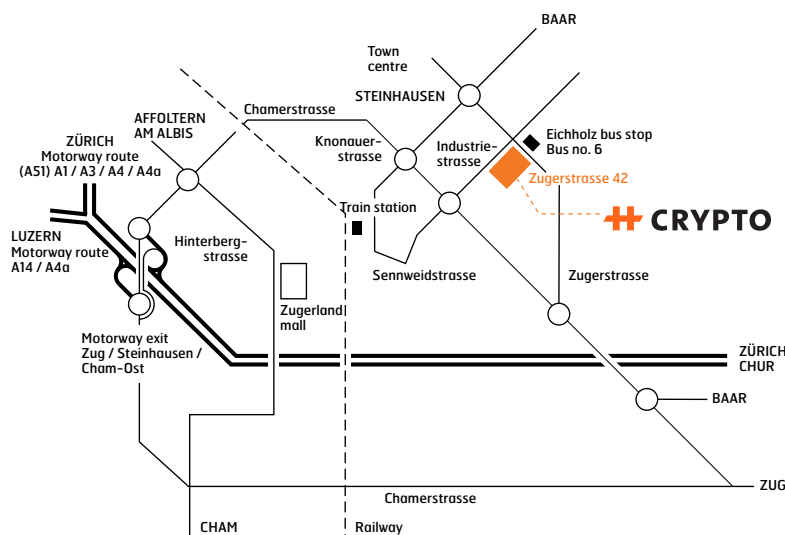 BAAR
Town
centre
STEINHAUSEN
Chamerstrasse
AFFOLTERN
AM ALBIS
ZÜRICH
Motorway route
(A51) A1 / A3 / A4 / A4a
Knonauer-
strasse
Industrie-
strasse
Eichholz bus stop
Bus no. 6
Zugerstrasse 42
CRYPTO
Train station
LUZERN
Motorway route
A14 / A4a
Hinterberg-
strasse
Sennweidstrasse
Zugerstrasse
Zugerland
mall
Motorway exit
Zug / Steinhausen /
Cham-Ost
ZÜRICH
CHUR
BAAR
ZUG
Chamerstrasse
CHAM
Railway